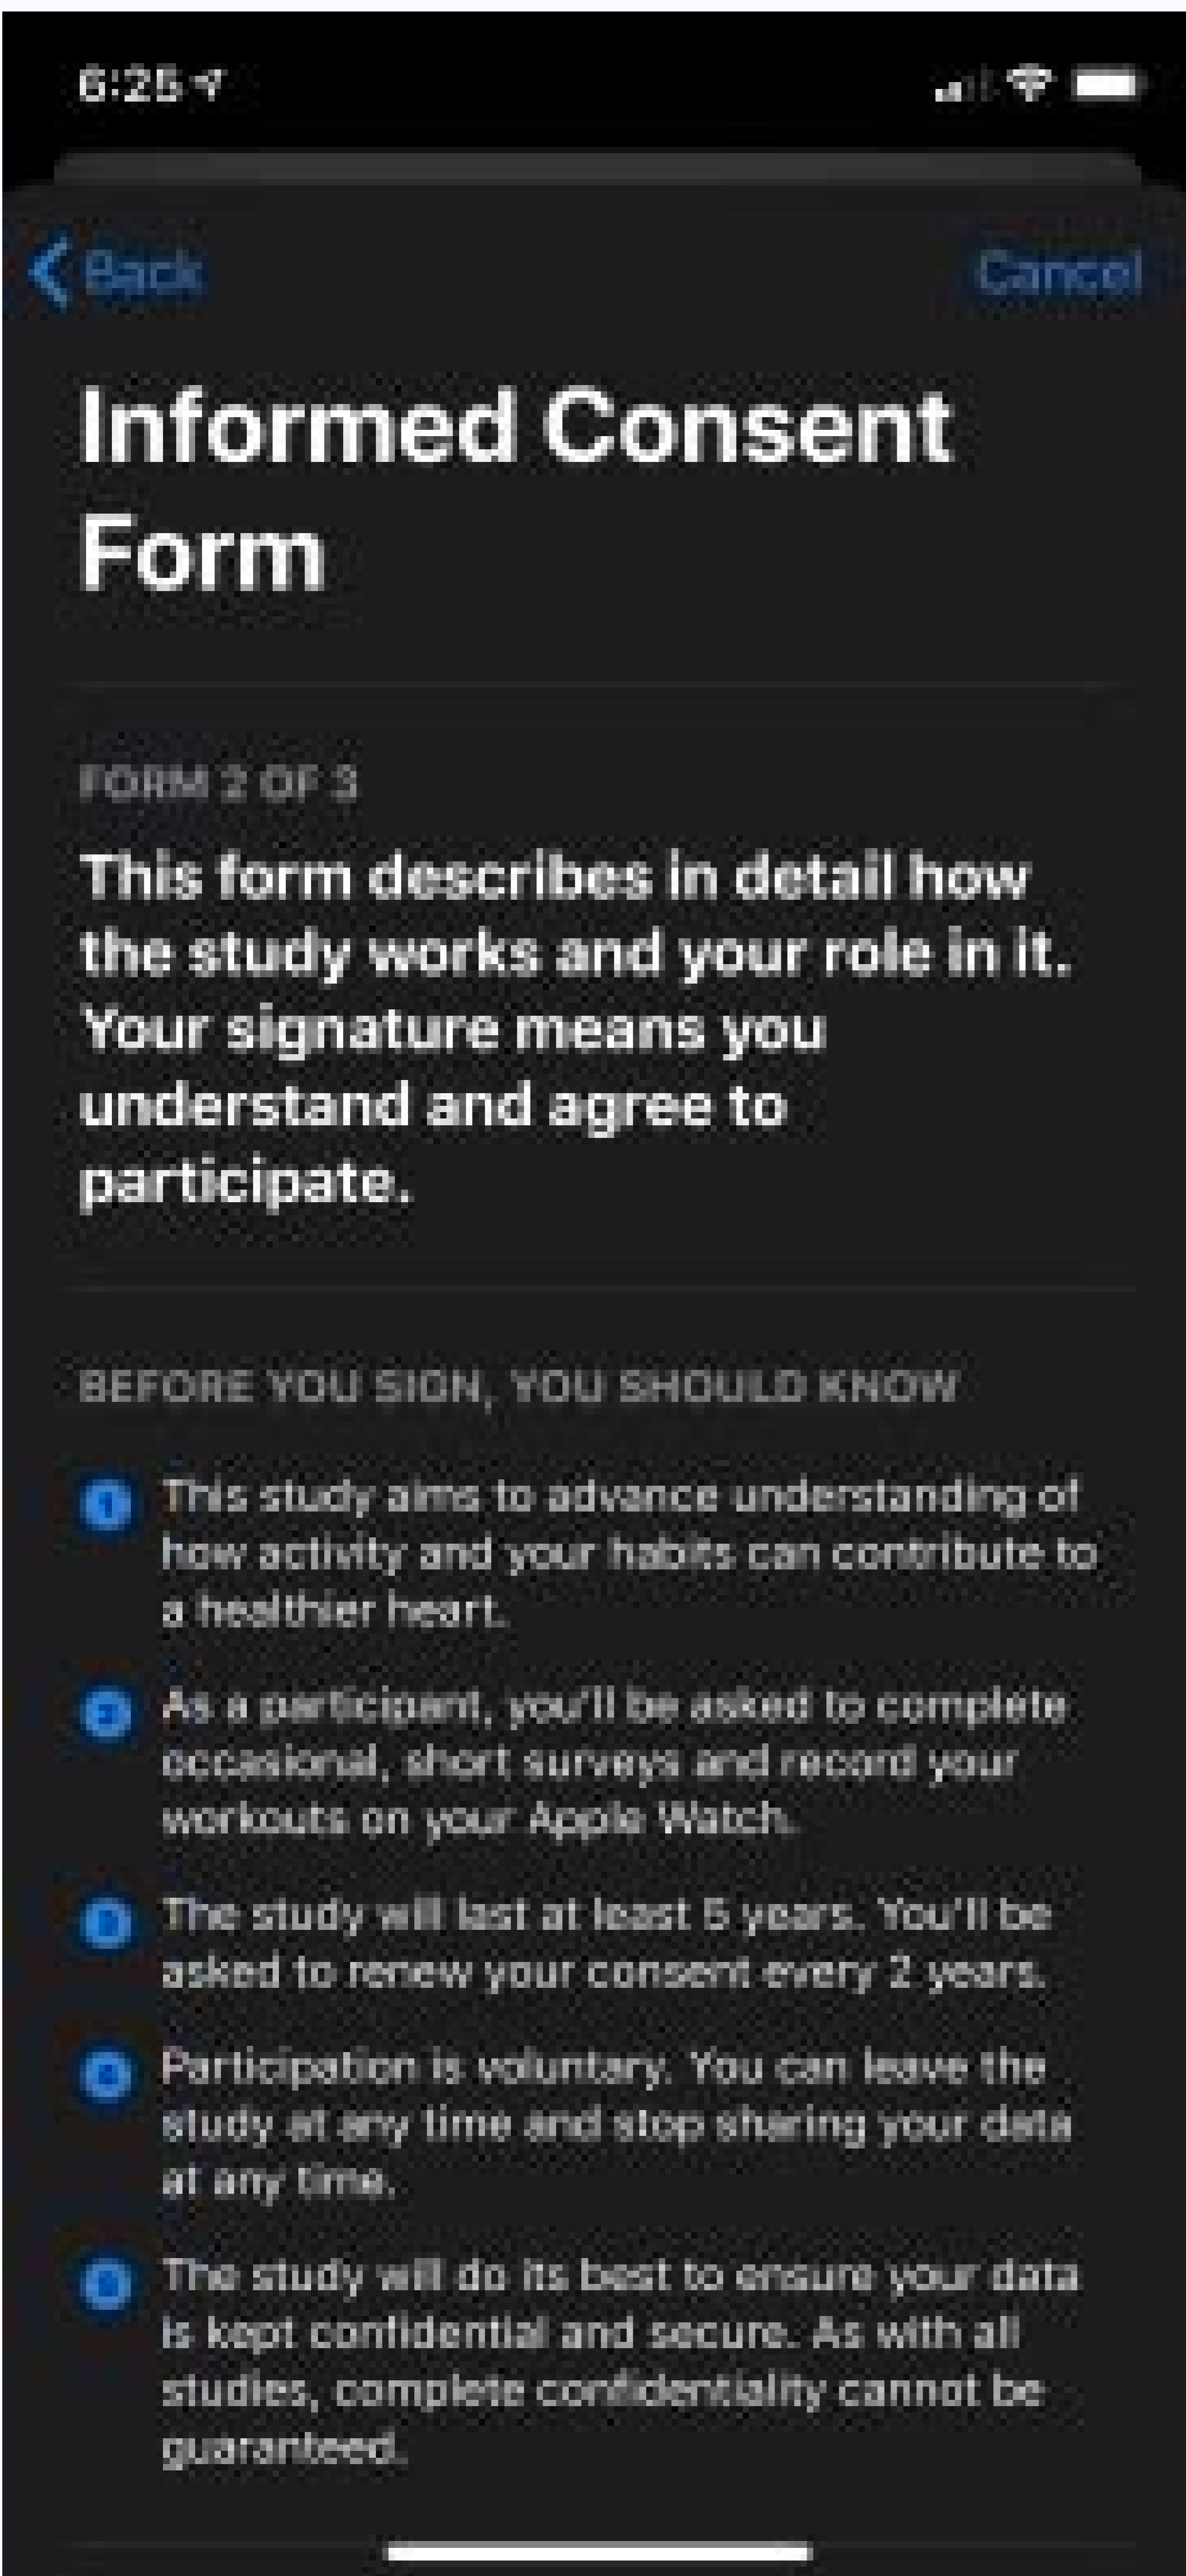 6:25
Back
Cancel
Informed Consent
Form
FORM 2 OF 3
This form describes in detail how
the study works and your role in it.
Your signature means you
understand and agree to
participate.
BEFORE YOU SIGN, YOU SHOULD KNOW
1 This study aims to advance understanding of
how activity and your habits can contribute to
a healthier heart.
2 As a participant, you'll be asked to complete
occasional, short surveys and record your
workouts on your Apple Watch.
The study will last at least 5 years. You'll be
asked to renew your consent every 2 years.
Participation is voluntary. You can leave the
study at any time and stop sharing your data
at any time.
The study will do its best to ensure your data
is kept confidential and secure. As with all
studies, complete confidentiality cannot be
guaranteed.